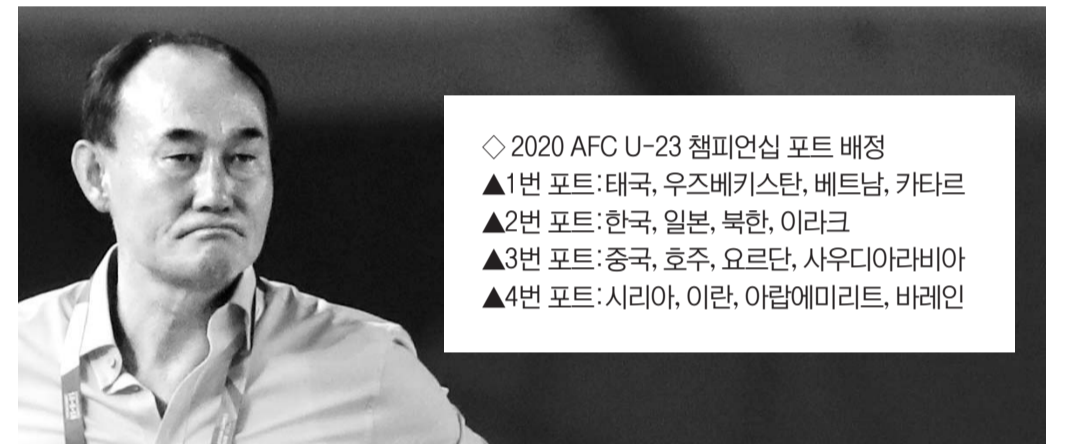 ◇ 2020 AFC U-23 챔피언십 포트 배정
▲1번 포트:태국, 우즈베키스탄, 베트남, 카타르
▲2번 포트:한국, 일본, 북한, 이라크
▲3번 포트:중국, 호주, 요르단, 사우디아라비아
▲4번 포트:시리아, 이란, 아랍에미리트, 바레인